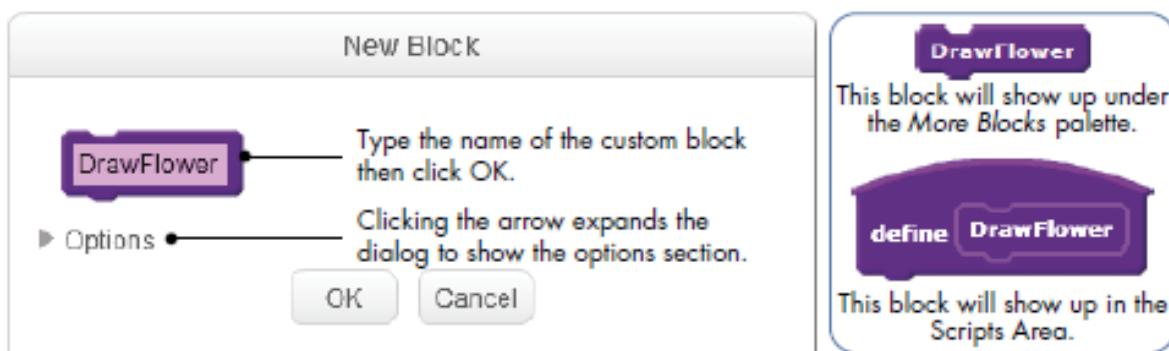 New Block
DrawFlower
Type the name of the custom block
then click OK.
Options
Clicking the arrow expands the
dialog to show the options section.
OK
Cancel
DrawFlower
This block will show up under
the More Blocks palette.
define DrawFlower
This block will show up in the
Scripts Area.